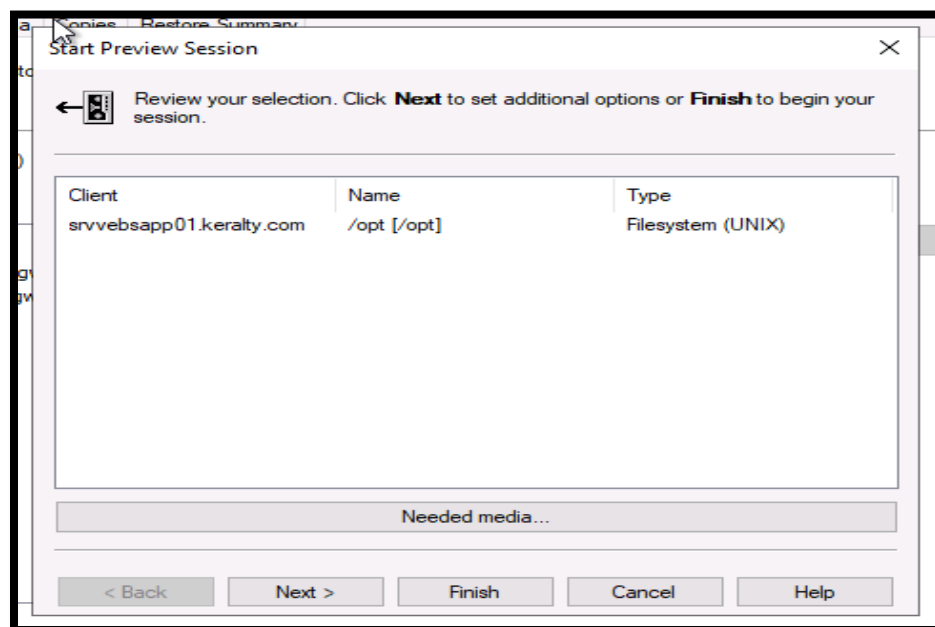 Copies Restore Summary
Start Preview Session
Review your selection. Click Next to set additional options or Finish to begin your
session.
Client Name Type
srvvebsapp01.keralty.com /opt [/opt] Filesystem (UNIX)
Needed media...
< Back Next > Finish Cancel Help